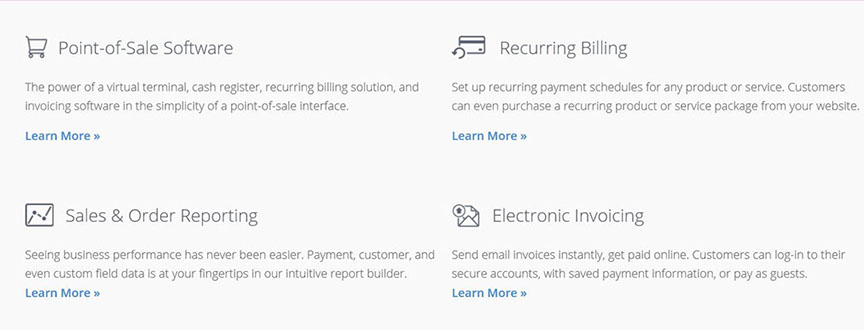 Point-of-Sale Software
The power of a virtual terminal, cash register, recurring billing solution, and
invoicing software in the simplicity of a point-of-sale interface.
Learn More »
Recurring Billing
Set up recurring payment schedules for any product or service. Customers
can even purchase a recurring product or service package from your website.
Learn More »
Sales & Order Reporting
Seeing business performance has never been easier. Payment, customer, and
even custom field data is at your fingertips in our intuitive report builder.
Learn More »
Electronic Invoicing
Send email invoices instantly, get paid online. Customers can log-in to their
secure accounts, with saved payment information, or pay as guests.
Learn More »